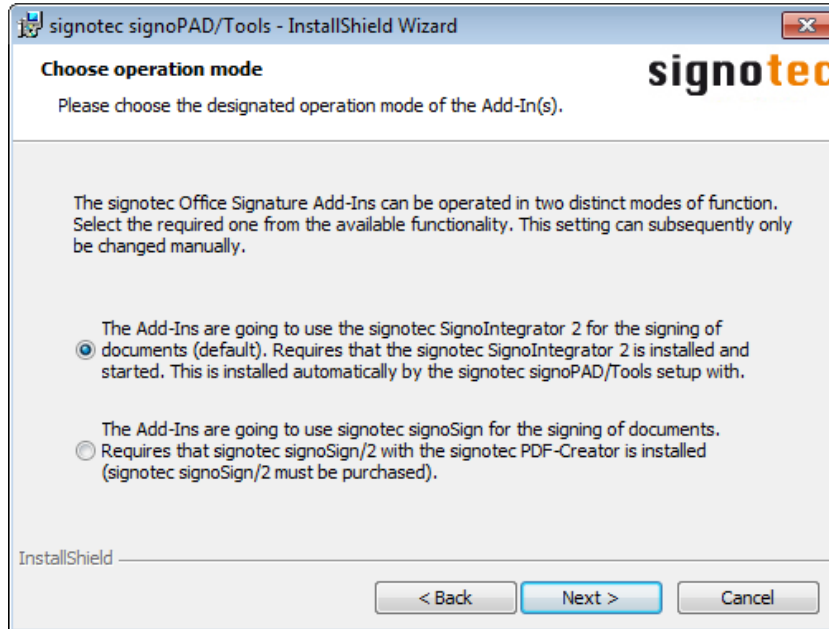 signotec signoPAD/Tools - InstallShield Wizard
Choose operation mode
signotec
Please choose the designated operation mode of the Add-In(s).
The signotec Office Signature Add-Ins can be operated in two distinct modes of function.
Select the required one from the available functionality. This setting can subsequently only
be changed manually.
The Add-Ins are going to use the signotec SignoIntegrator 2 for the signing of
documents (default). Requires that the signotec SignoIntegrator 2 is installed and
started. This is installed automatically by the signotec signoPAD/Tools setup with.
The Add-Ins are going to use signotec signoSign for the signing of documents.
Requires that signotec signoSign/2 with the signotec PDF-Creator is installed
(signotec signoSign/2 must be purchased).
InstallShield
< Back
Next >
Cancel